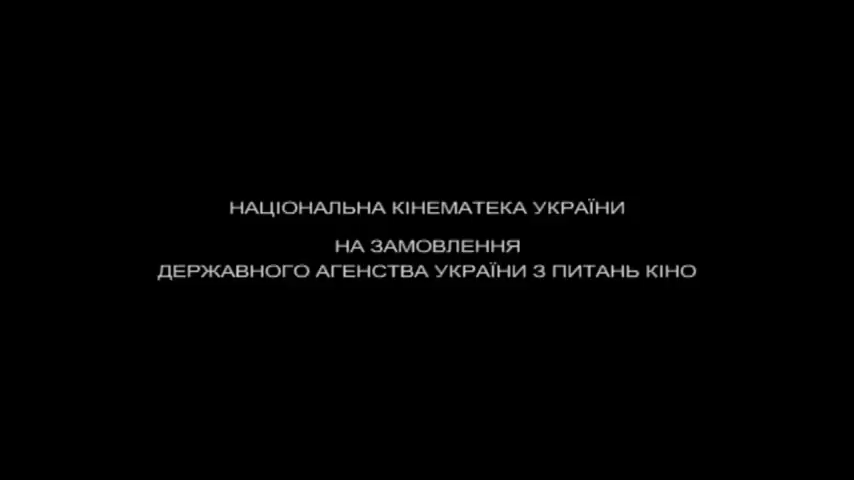 НАЦІОНАЛЬНА КІНЕМАТЕКА УКРАЇНИ
НА ЗАМОВЛЕННЯ
ДЕРЖАВНОГО АГЕНСТВА УКРАЇНИ З ПИТАНЬ КІНО